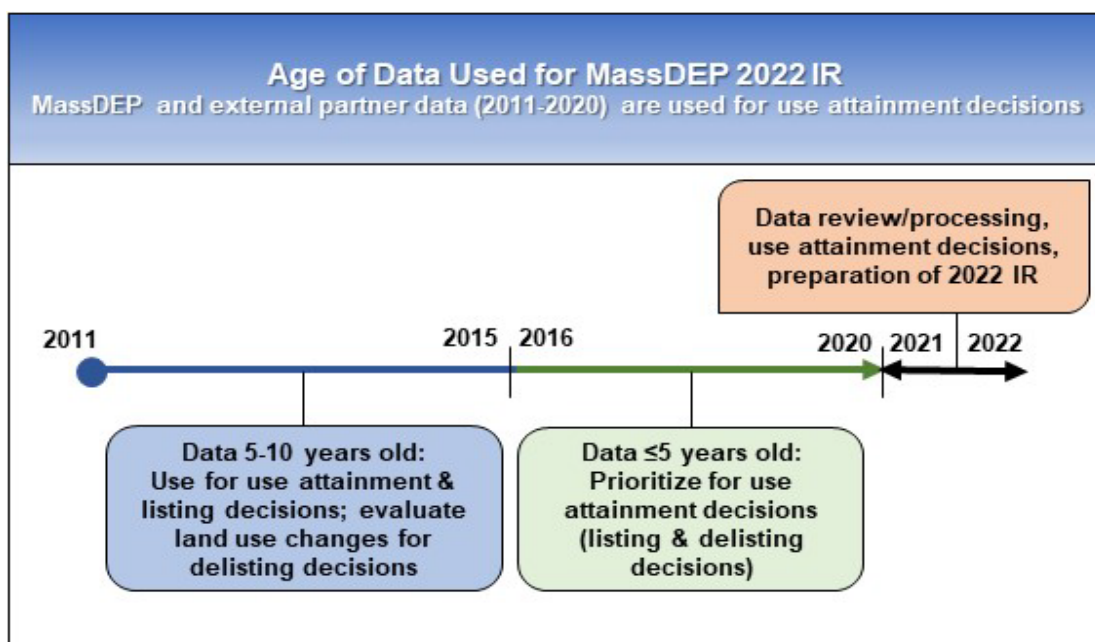 Age of Data Used for MassDEP 2022 IR
MassDEP and external partner data (2011-2020) are used for use attainment decisions
Data review/processing,
use attainment decisions,
preparation of 2022 IR
2011
2015
2016
2020
2021
2022
Data 5-10 years old:
Use for use attainment &
listing decisions; evaluate
land use changes for
delisting decisions
Data ≤5 years old:
Prioritize for use
attainment decisions
(listing & delisting
decisions)